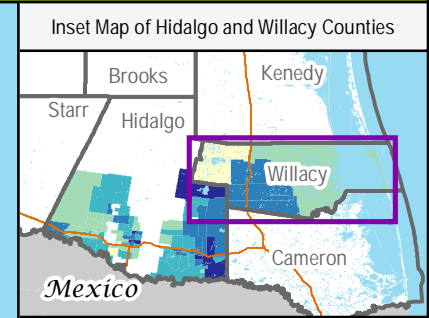 Inset Map of Hidalgo and Willacy Counties
Brooks
Kenedy
Starr
Hidalgo
Willacy
Cameron
Mexico